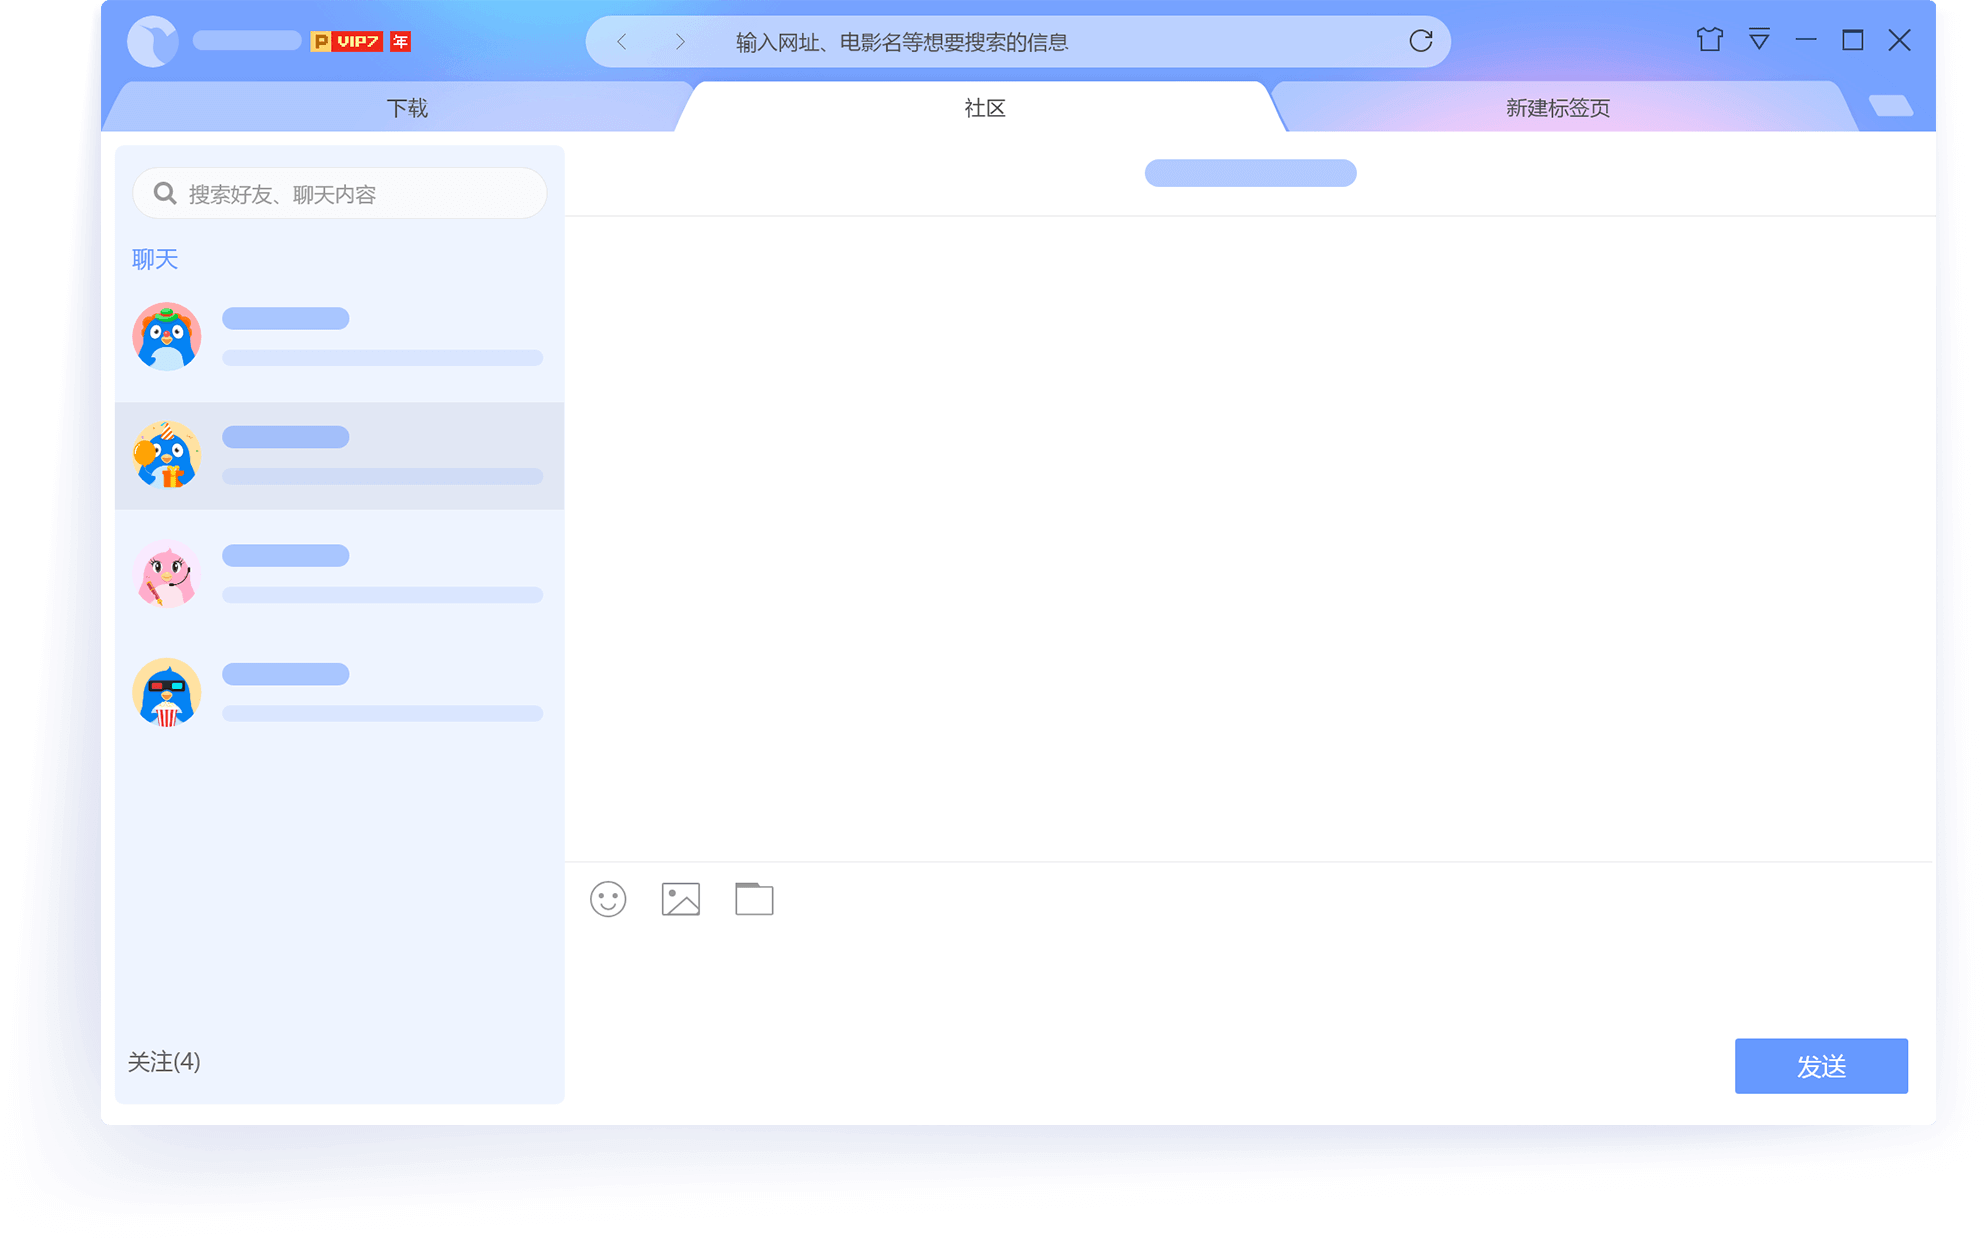 P VIP7 年
输入网址、电影名等想要搜索的信息
下载
社区
新建标签页
搜索好友、聊天内容
聊天
关注(4)
发送